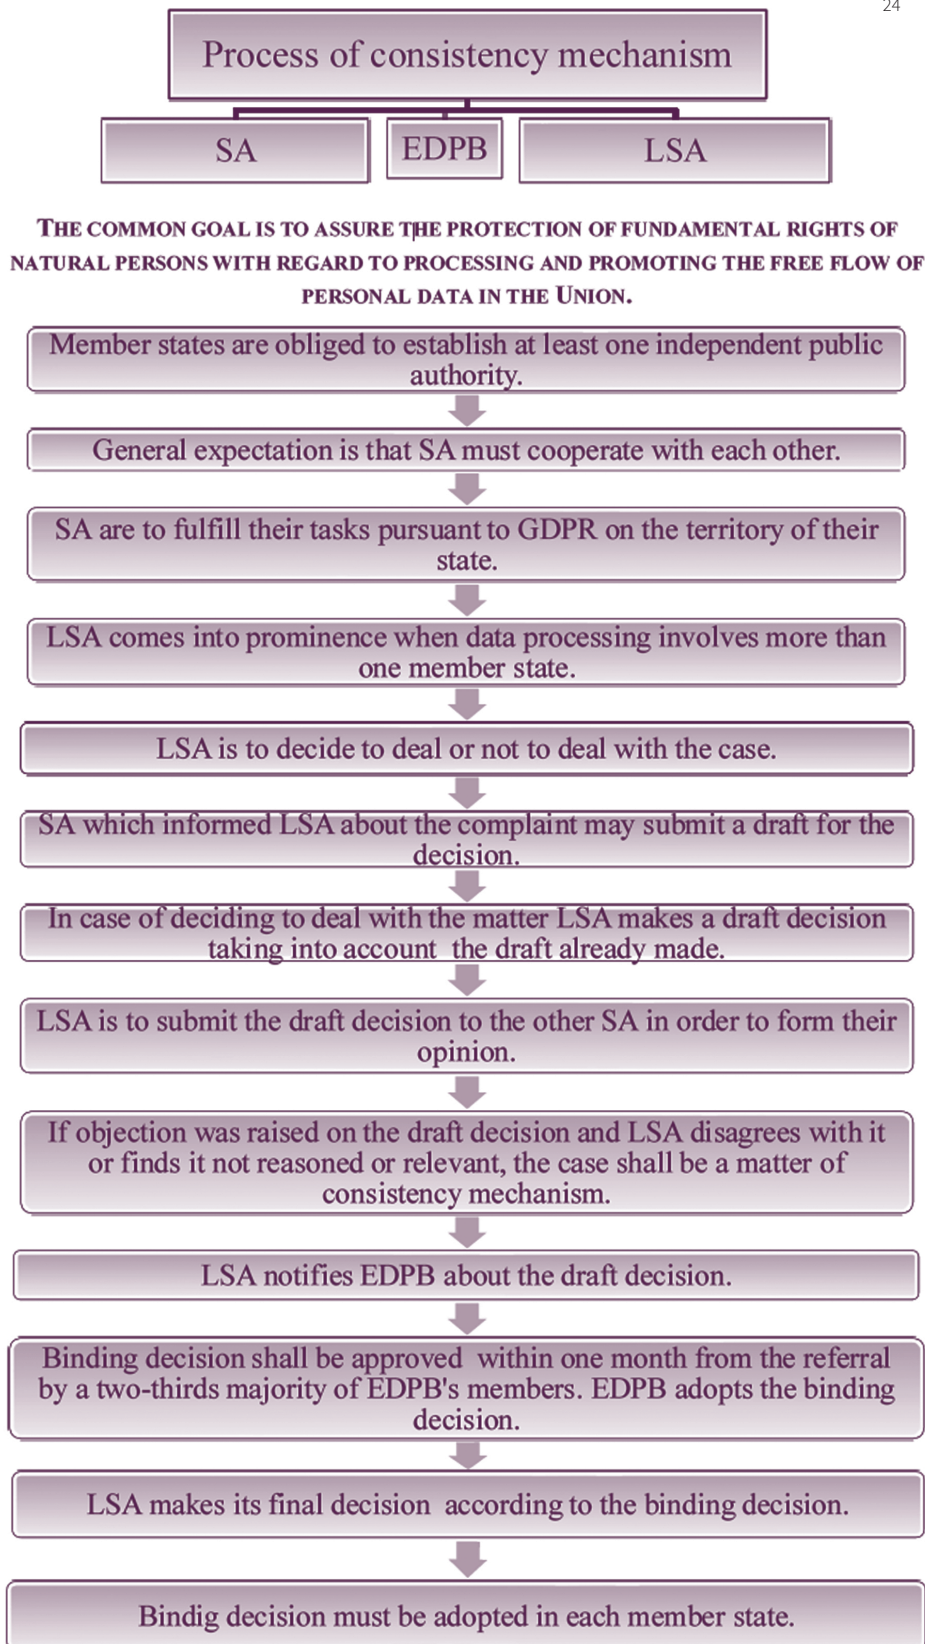 24
Process of consistency mechanism
SA
EDPB
LSA
THE COMMON GOAL IS TO ASSURE THE PROTECTION OF FUNDAMENTAL RIGHTS OF
NATURAL PERSONS WITH REGARD TO PROCESSING AND PROMOTING THE FREE FLOW OF
PERSONAL DATA IN THE UNION.
Member states are obliged to establish at least one independent public
authority.
General expectation is that SA must cooperate with each other.
SA are to fulfill their tasks pursuant to GDPR on the territory of their
state.
LSA comes into prominence when data processing involves more than
one member state.
LSA is to decide to deal or not to deal with the case.
SA which informed LSA about the complaint may submit a draft for the
decision.
In case of deciding to deal with the matter LSA makes a draft decision
taking into account the draft already made.
LSA is to submit the draft decision to the other SA in order to form their
opinion.
If objection was raised on the draft decision and LSA disagrees with it
or finds it not reasoned or relevant, the case shall be a matter of
consistency mechanism.
LSA notifies EDPB about the draft decision.
Binding decision shall be approved within one month from the referral
by a two-thirds majority of EDPB's members. EDPB adopts the binding
decision.
LSA makes its final decision according to the binding decision.
Bindig decision must be adopted in each member state.